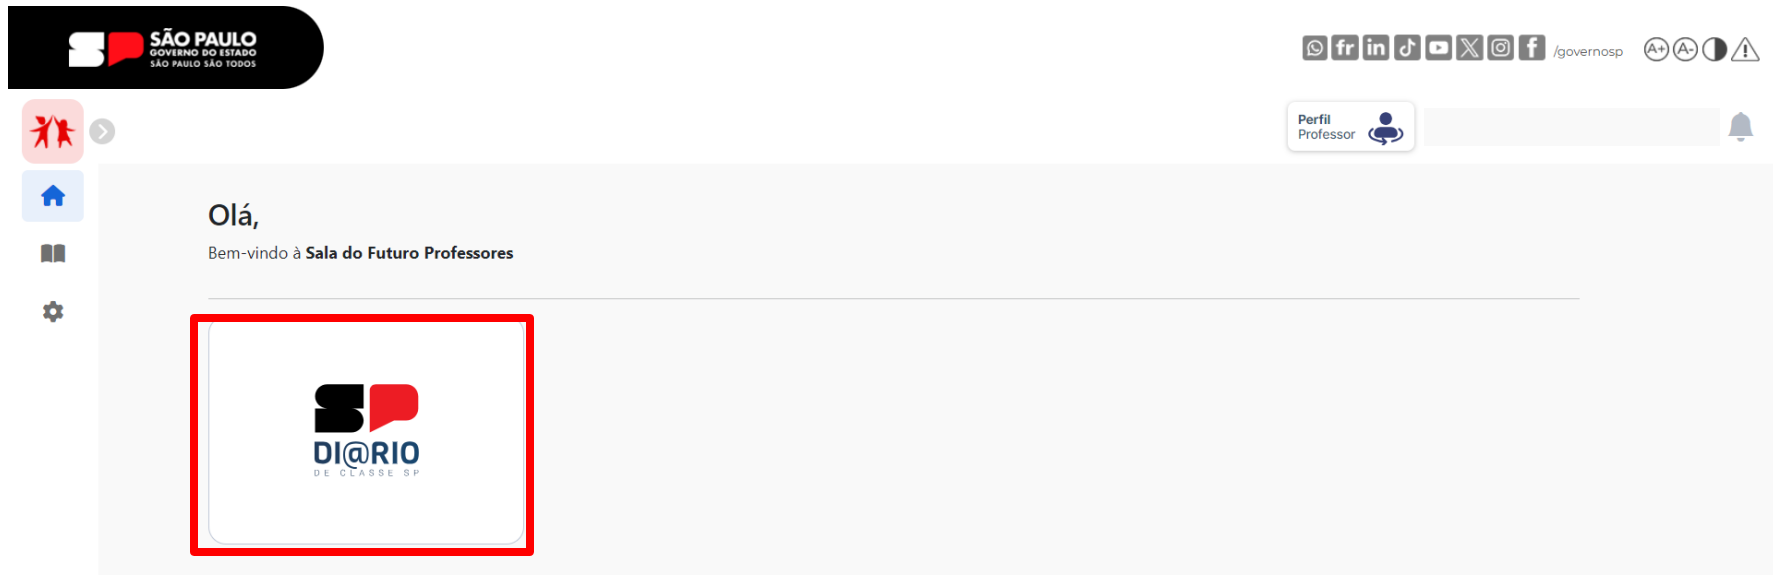 SÃO PAULO
GOVERNO DO ESTADO
SÃO PAULO SÃO TODOS
/governosp
A+ A-
Perfil
Professor
Olá,
Bem-vindo à Sala do Futuro Professores
SP
DI@RIO
DE CLASSE SP